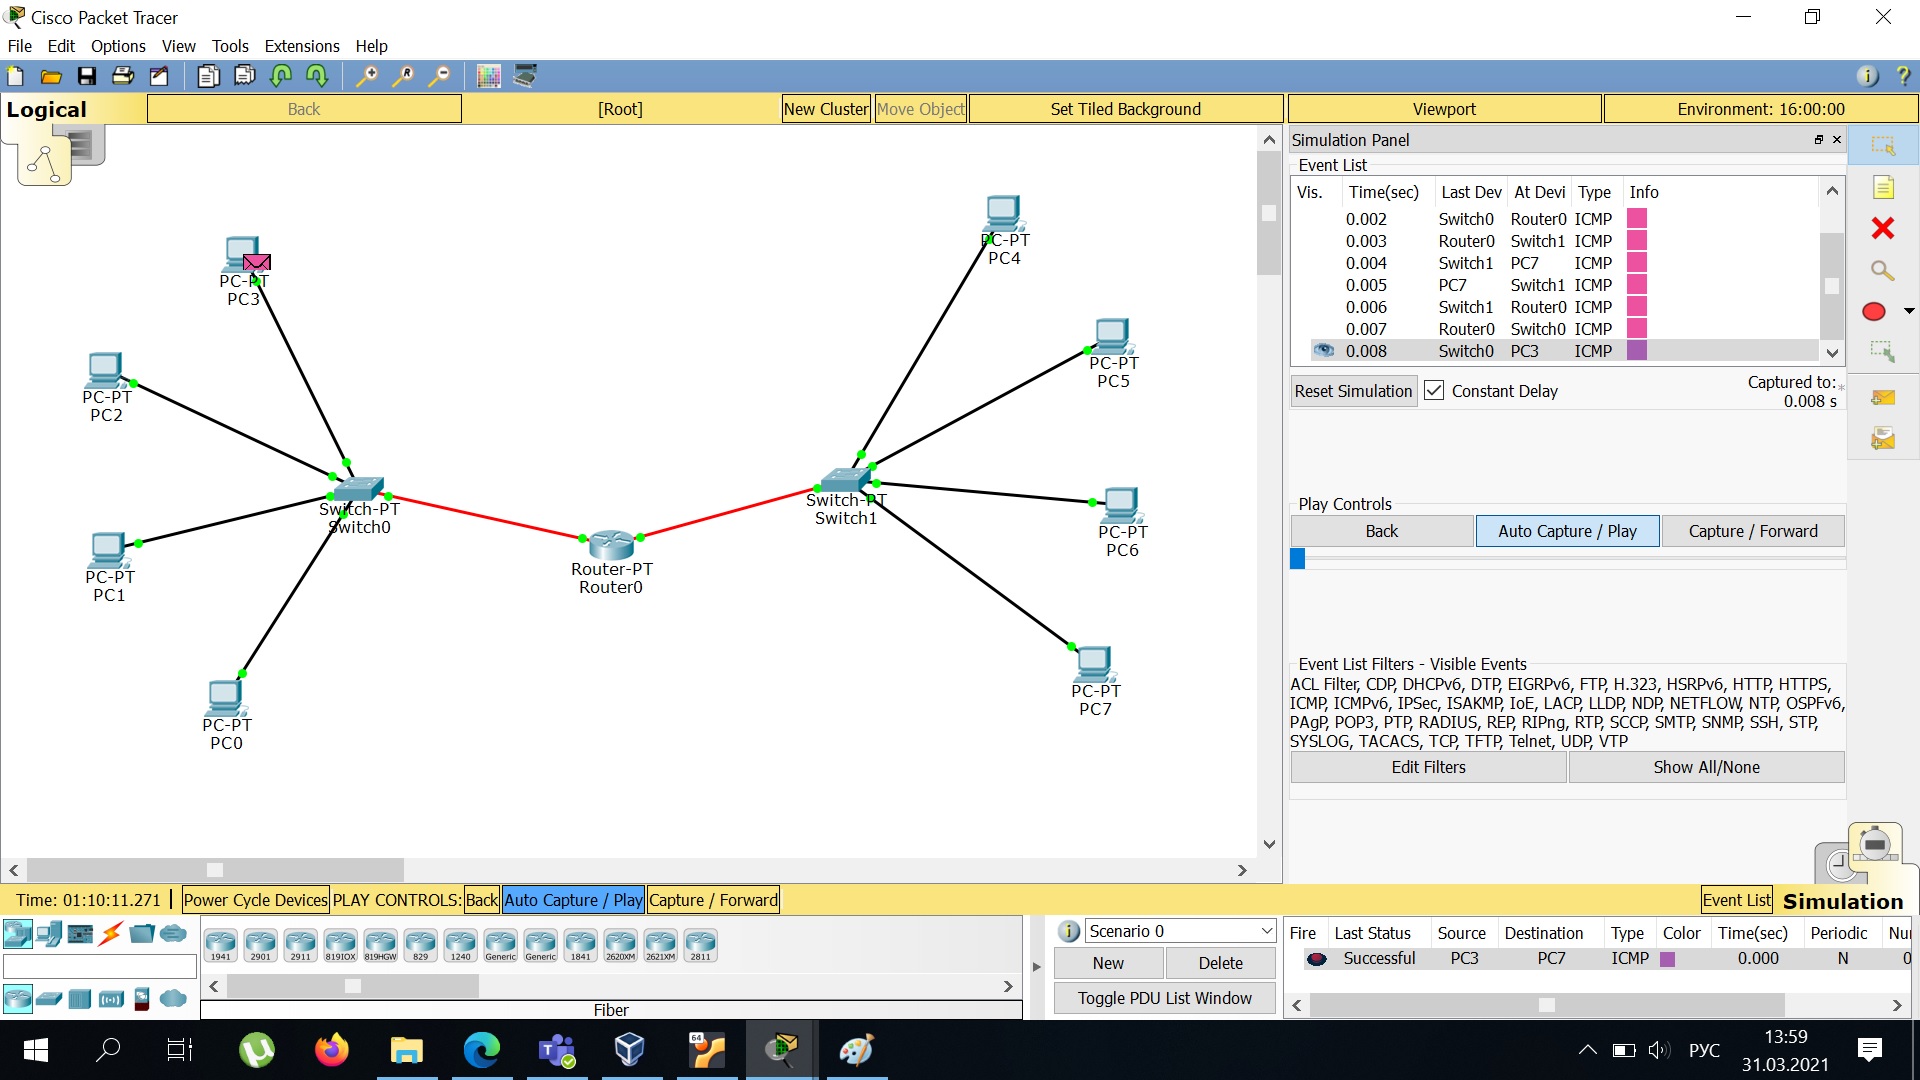 Cisco Packet Tracer
File Edit Options View Tools Extensions Help
Logical Back [Root] New Cluster Move Object Set Tiled Background Viewport Environment: 16:00:00
PC-PT
PC3
PC-PT
PC2
PC-PT
PC1
PC-PT
PC0
Switch-PT
Switch0
Router-PT
Router0
Switch-PT
Switch1
PC-PT
PC4
PC-PT
PC5
PC-PT
PC6
PC-PT
PC7
Simulation Panel
Event List
Vis. Time(sec) Last Dev At Devi Type Info
0.002 Switch0 Router0 ICMP
0.003 Router0 Switch1 ICMP
0.004 Switch1 PC7 ICMP
0.005 PC7 Switch1 ICMP
0.006 Switch1 Router0 ICMP
0.007 Router0 Switch0 ICMP
0.008 Switch0 PC3 ICMP
Reset Simulation Constant Delay Captured to:*
0.008 s
Play Controls
Back Auto Capture / Play Capture / Forward
Event List Filters - Visible Events
ACL Filter, CDP, DHCPv6, DTP, EIGRPv6, FTP, H.323, HSRPv6, HTTP, HTTPS,
ICMP, ICMPv6, IPSec, ISAKMP, IoE, LACP, LLDP, NDP, NETFLOW, NTP, OSPFv6,
PAgP, POP3, PTP, RADIUS, REP, RIPng, RTP, SCCP, SMTP, SNMP, SSH, STP,
SYSLOG, TACACS, TCP, TFTP, Telnet, UDP, VTP
Edit Filters Show All/None
Time: 01:10:11.271 Power Cycle Devices PLAY CONTROLS: Back Auto Capture / Play Capture / Forward Event List Simulation
1941 2901 2911 819IOX 819HGW 829 1240 Generic Generic 1841 2620XM 2621XM 2811
Fiber
Scenario 0
New Delete
Toggle PDU List Window
Fire Last Status Source Destination Type Color Time(sec) Periodic Nu
Successful PC3 PC7 ICMP 0.000 N 0
64
РУС 13:59
31.03.2021